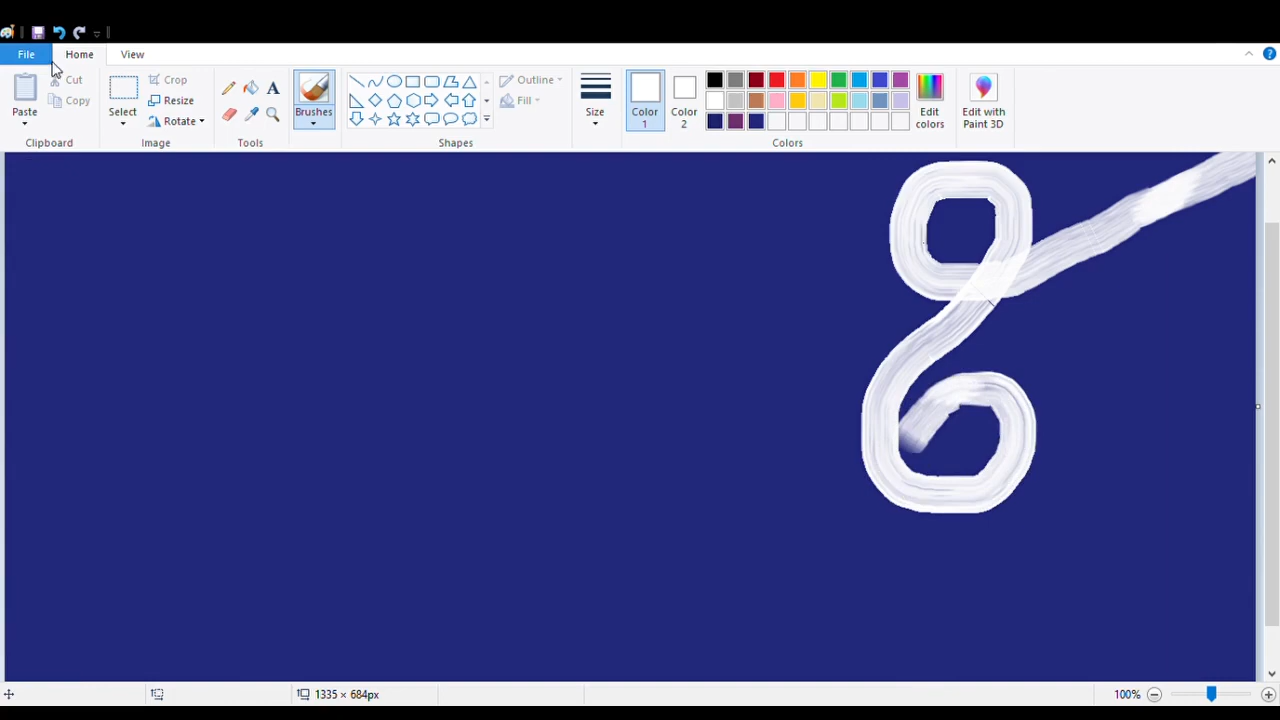 File Home View
Cut Crop Outline
Copy Resize Fill
Paste Select Rotate Brushes Size Color 1 Color 2 Edit colors Edit with Paint 3D
Clipboard Image Tools Shapes Colors
1335 × 684px 100%